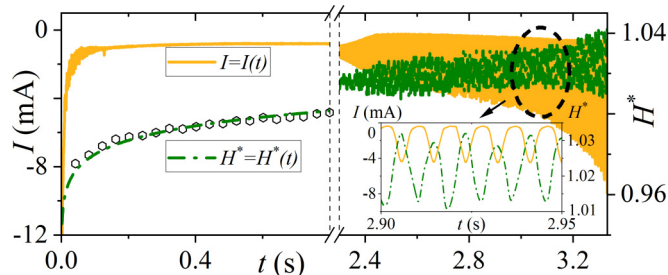 0
-4
-8
-12
I (mA)
I=I(t)
H*=H*(t)
0.0 0.4 2.4 2.8 3.2
t (s)
1.04
0.96
H*
I (mA) H*
0
-4
-8
1.03
1.02
1.01
2.90 t (s) 2.95